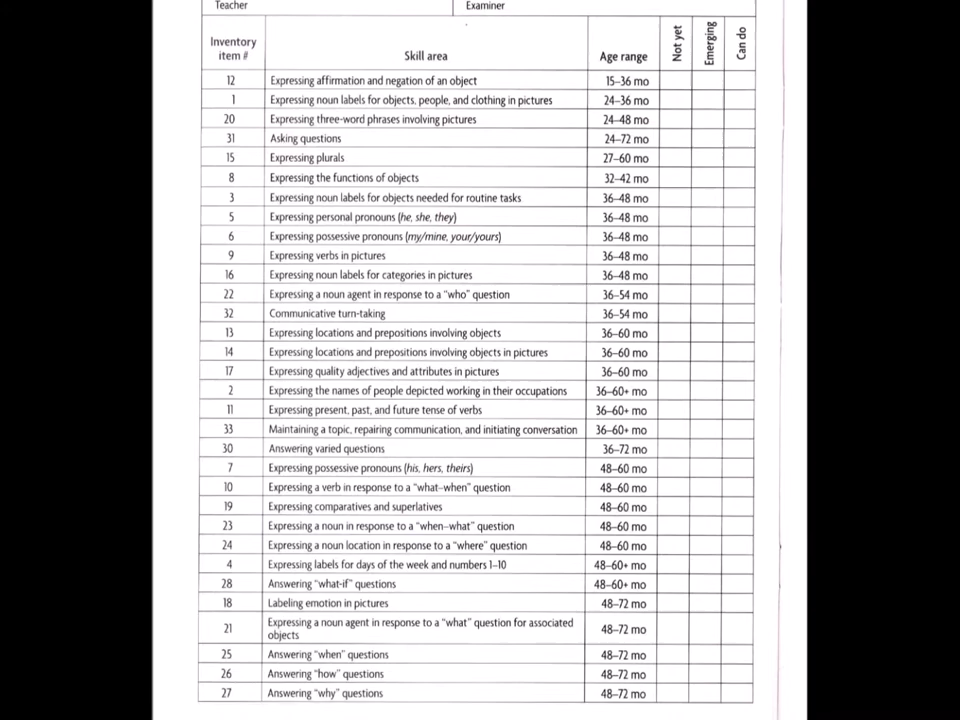 Teacher Examiner
Inventory item # Skill area Age range Not yet Emerging Can do
12 Expressing affirmation and negation of an object 15–36 mo
1 Expressing noun labels for objects, people, and clothing in pictures 24–36 mo
20 Expressing three-word phrases involving pictures 24–48 mo
31 Asking questions 24–72 mo
15 Expressing plurals 27–60 mo
8 Expressing the functions of objects 32–42 mo
3 Expressing noun labels for objects needed for routine tasks 36–48 mo
5 Expressing personal pronouns (he, she, they) 36–48 mo
6 Expressing possessive pronouns (my/mine, your/yours) 36–48 mo
9 Expressing verbs in pictures 36–48 mo
16 Expressing noun labels for categories in pictures 36–48 mo
22 Expressing a noun agent in response to a "who" question 36–54 mo
32 Communicative turn-taking 36–54 mo
13 Expressing locations and prepositions involving objects 36–60 mo
14 Expressing locations and prepositions involving objects in pictures 36–60 mo
17 Expressing quality adjectives and attributes in pictures 36–60 mo
2 Expressing the names of people depicted working in their occupations 36–60+ mo
11 Expressing present, past, and future tense of verbs 36–60+ mo
33 Maintaining a topic, repairing communication, and initiating conversation 36–60+ mo
30 Answering varied questions 36–72 mo
7 Expressing possessive pronouns (his, hers, theirs) 48–60 mo
10 Expressing a verb in response to a "what–when" question 48–60 mo
19 Expressing comparatives and superlatives 48–60 mo
23 Expressing a noun in response to a "when–what" question 48–60 mo
24 Expressing a noun location in response to a "where" question 48–60 mo
4 Expressing labels for days of the week and numbers 1–10 48–60+ mo
28 Answering "what-if" questions 48–60+ mo
18 Labeling emotion in pictures 48–72 mo
21 Expressing a noun agent in response to a "what" question for associated objects 48–72 mo
25 Answering "when" questions 48–72 mo
26 Answering "how" questions 48–72 mo
27 Answering "why" questions 48–72 mo